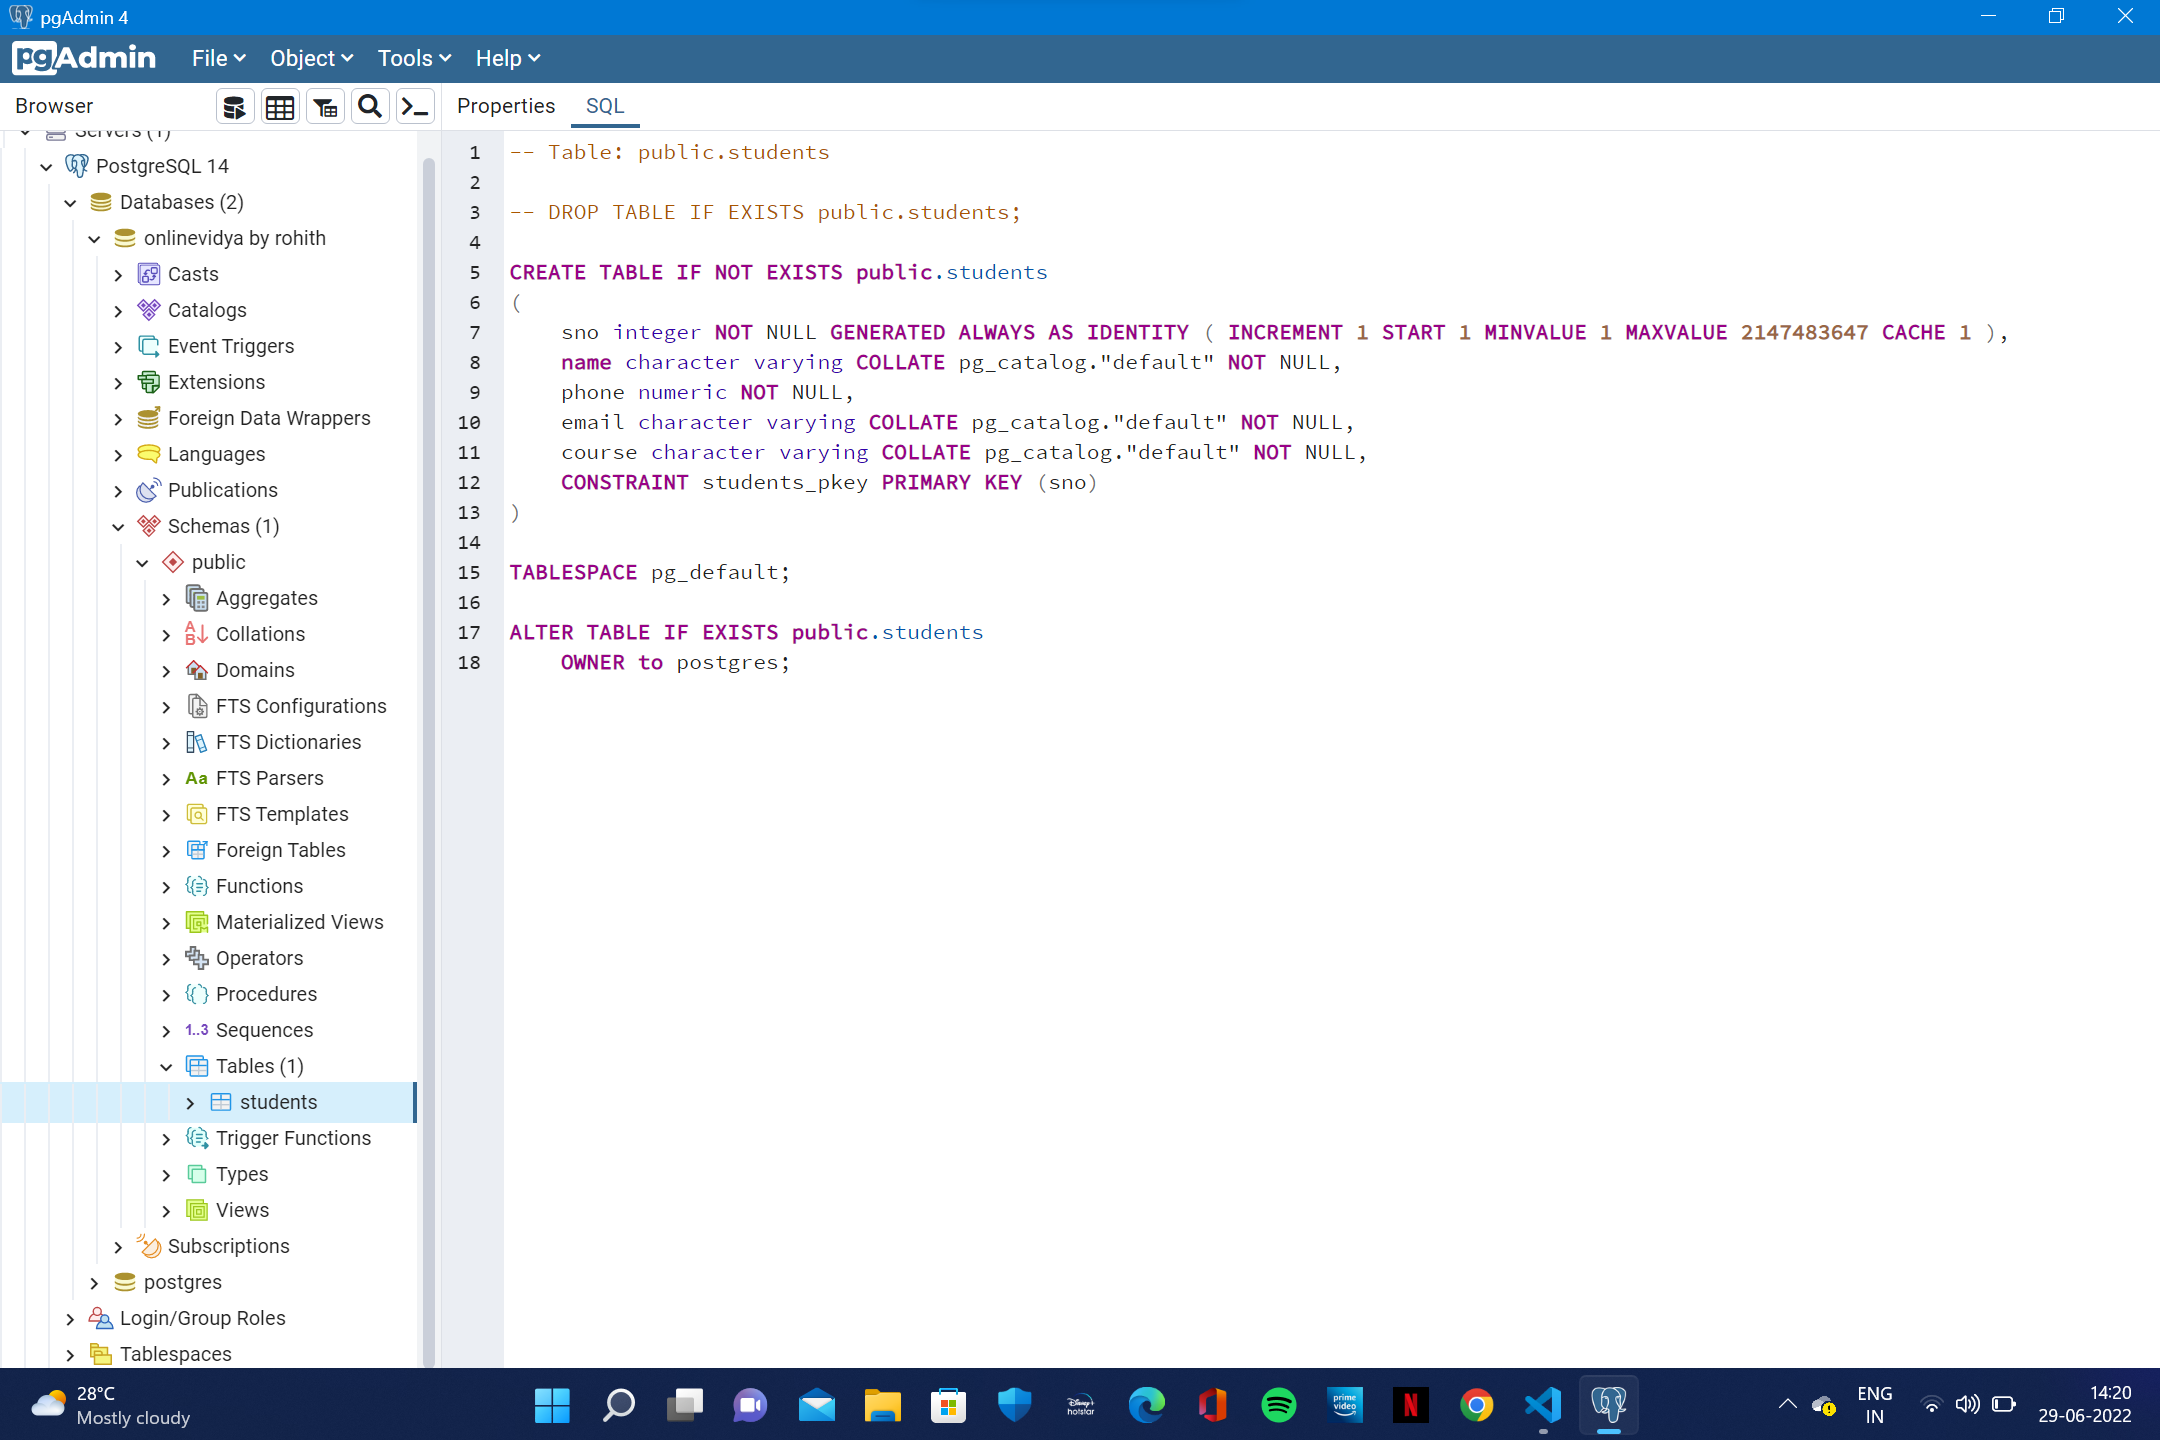 pgAdmin 4
pgAdmin File Object Tools Help
Browser
Properties SQL
Servers (1)
PostgreSQL 14
Databases (2)
onlinevidya by rohith
Casts
Catalogs
Event Triggers
Extensions
Foreign Data Wrappers
Languages
Publications
Schemas (1)
public
Aggregates
Collations
Domains
FTS Configurations
FTS Dictionaries
Aa FTS Parsers
FTS Templates
Foreign Tables
Functions
Materialized Views
Operators
Procedures
1..3 Sequences
Tables (1)
students
Trigger Functions
Types
Views
Subscriptions
postgres
Login/Group Roles
Tablespaces
1 -- Table: public.students
2
3 -- DROP TABLE IF EXISTS public.students;
4
5 CREATE TABLE IF NOT EXISTS public.students
6 (
7 sno integer NOT NULL GENERATED ALWAYS AS IDENTITY ( INCREMENT 1 START 1 MINVALUE 1 MAXVALUE 2147483647 CACHE 1 ),
8 name character varying COLLATE pg_catalog."default" NOT NULL,
9 phone numeric NOT NULL,
10 email character varying COLLATE pg_catalog."default" NOT NULL,
11 course character varying COLLATE pg_catalog."default" NOT NULL,
12 CONSTRAINT students_pkey PRIMARY KEY (sno)
13 )
14
15 TABLESPACE pg_default;
16
17 ALTER TABLE IF EXISTS public.students
18 OWNER to postgres;
28°C
Mostly cloudy
Disney+
hotstar
prime
video
N
ENG
IN
14:20
29-06-2022